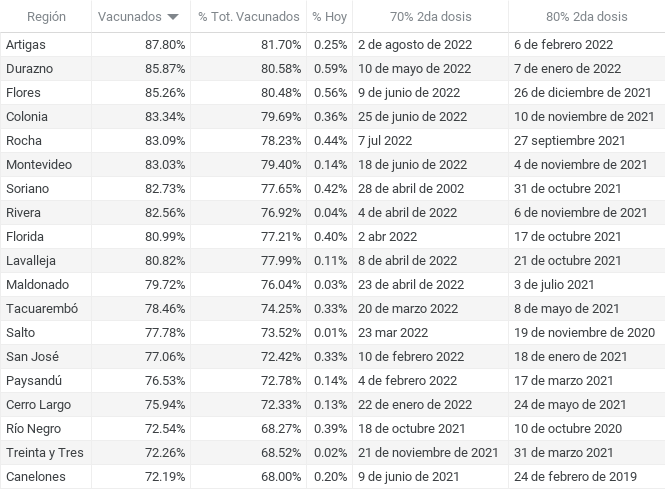 Región Vacunados % Tot. Vacunados % Hoy 70% 2da dosis 80% 2da dosis
Artigas 87.80% 81.70% 0.25% 2 de agosto de 2022 6 de febrero 2022
Durazno 85.87% 80.58% 0.59% 10 de mayo de 2022 7 de enero de 2022
Flores 85.26% 80.48% 0.56% 9 de junio de 2022 26 de diciembre de 2021
Colonia 83.34% 79.69% 0.36% 25 de junio de 2022 10 de noviembre de 2021
Rocha 83.09% 78.23% 0.44% 7 jul 2022 27 septiembre 2021
Montevideo 83.03% 79.40% 0.14% 18 de junio de 2022 4 de noviembre de 2021
Soriano 82.73% 77.65% 0.42% 28 de abril de 2002 31 de octubre 2021
Rivera 82.56% 76.92% 0.04% 4 de abril de 2022 6 de noviembre de 2021
Florida 80.99% 77.21% 0.40% 2 abr 2022 17 de octubre 2021
Lavalleja 80.82% 77.99% 0.11% 8 de abril de 2022 21 de octubre 2021
Maldonado 79.72% 76.04% 0.03% 23 de abril de 2022 3 de julio 2021
Tacuarembó 78.46% 74.25% 0.33% 20 de marzo 2022 8 de mayo de 2021
Salto 77.78% 73.52% 0.01% 23 mar 2022 19 de noviembre de 2020
San José 77.06% 72.42% 0.33% 10 de febrero 2022 18 de enero de 2021
Paysandú 76.53% 72.78% 0.14% 4 de febrero 2022 17 de marzo 2021
Cerro Largo 75.94% 72.33% 0.13% 22 de enero de 2022 24 de mayo de 2021
Río Negro 72.54% 68.27% 0.39% 18 de octubre 2021 10 de octubre 2020
Treinta y Tres 72.26% 68.52% 0.02% 21 de noviembre de 2021 31 de marzo 2021
Canelones 72.19% 68.00% 0.20% 9 de junio de 2021 24 de febrero de 2019